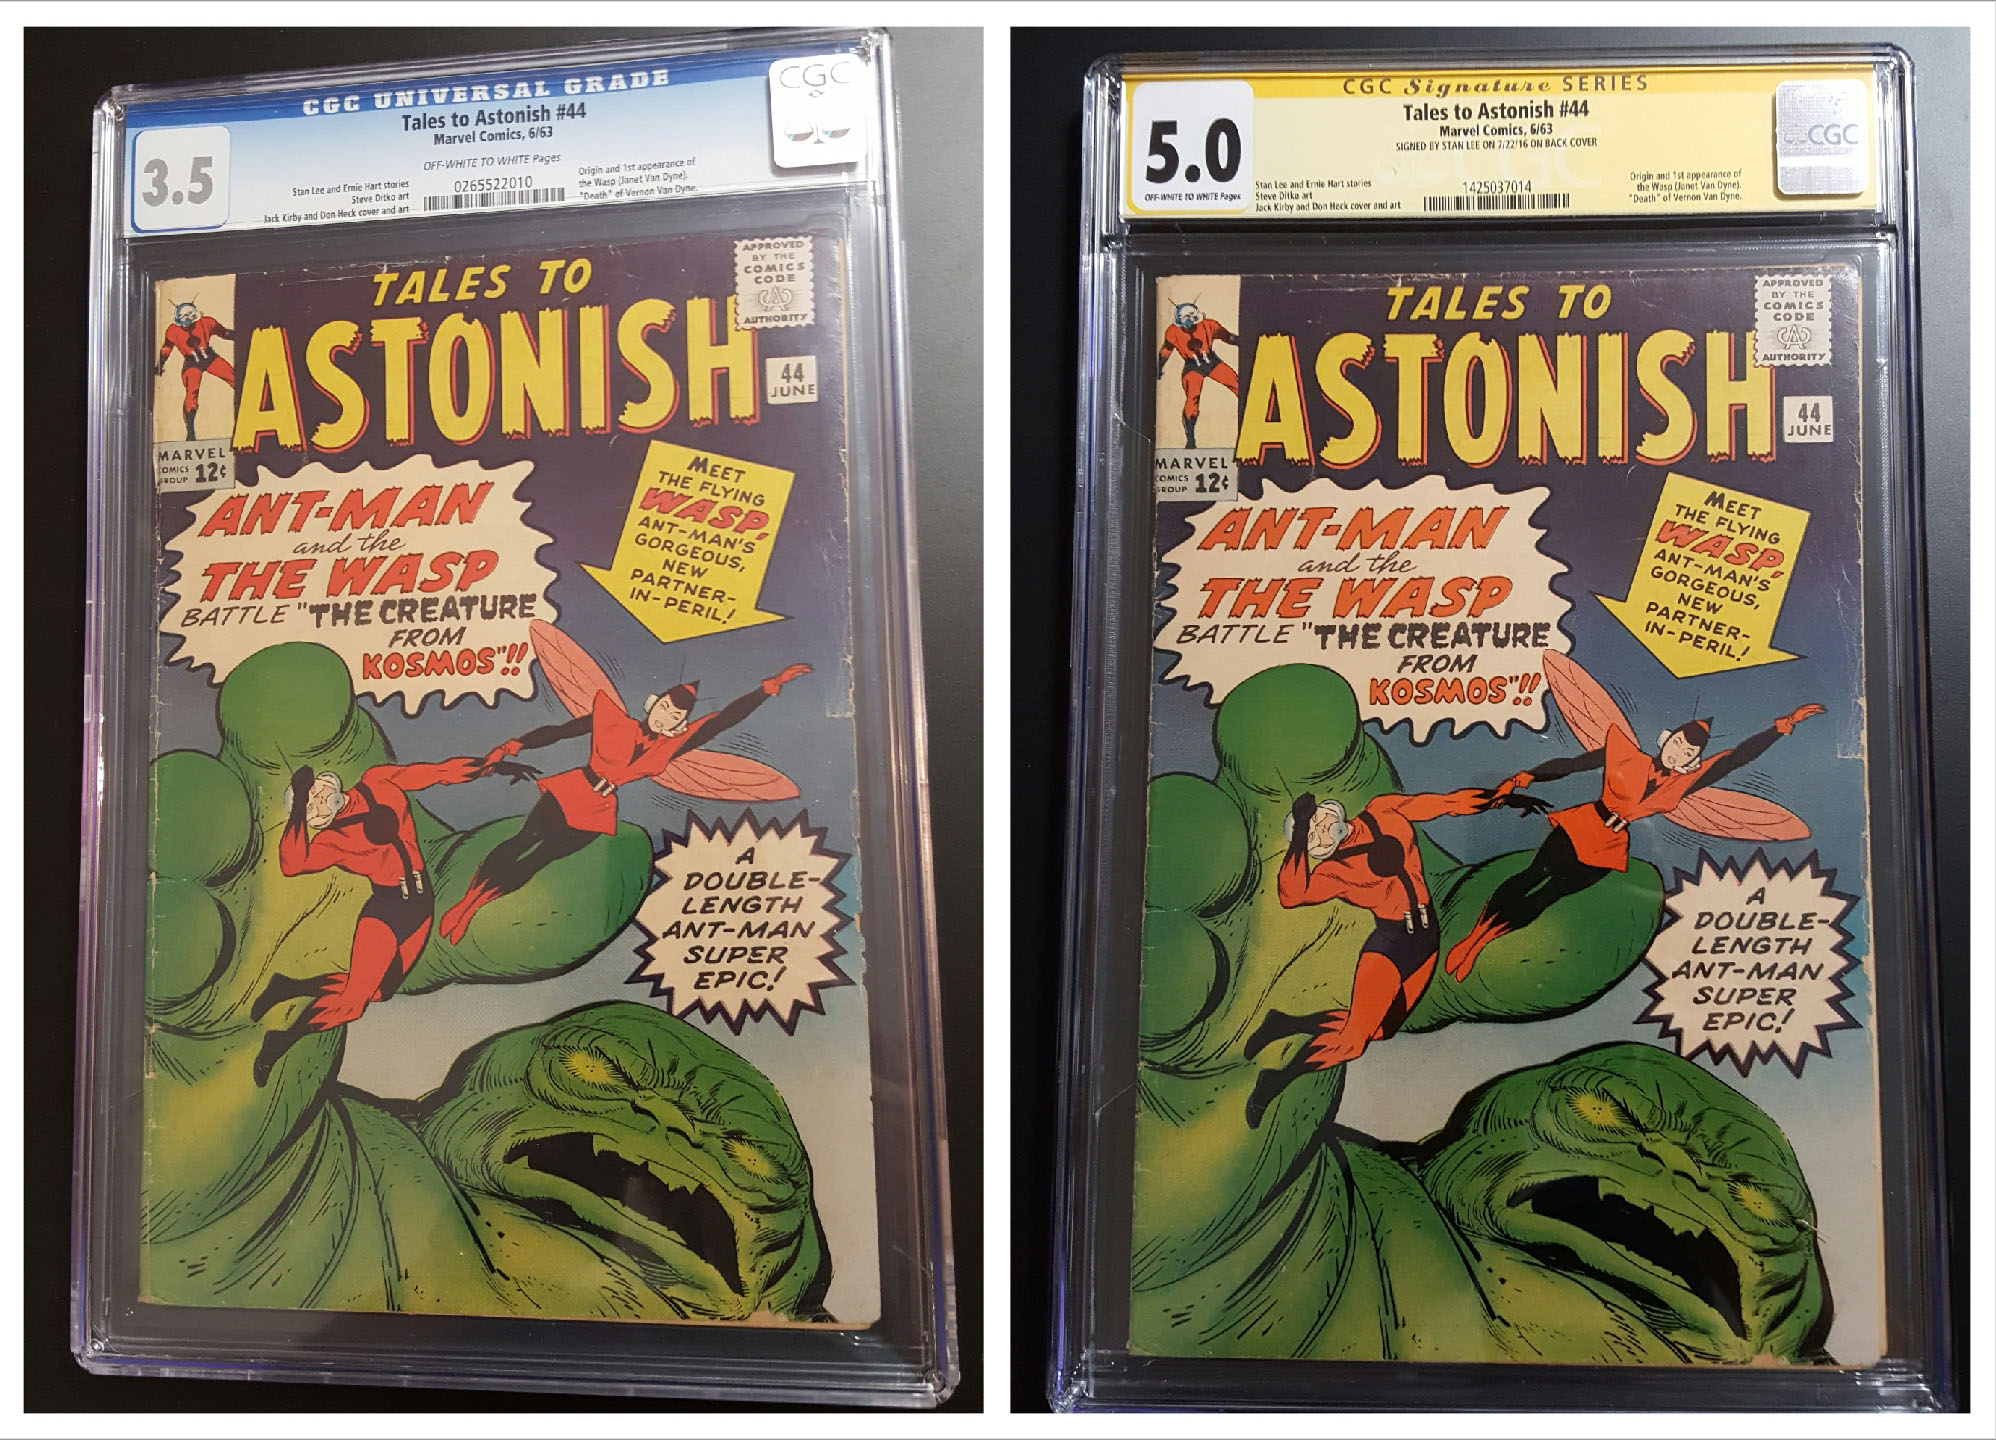 CGC UNIVERSAL GRADE
Tales to Astonish #44
Marvel Comics, 6/63
CGC
3.5
OFF-WHITE TO WHITE Pages
0265522010
Stan Lee and Ernie Hart stories
Steve Ditko art
Jack Kirby and Don Heck cover and art
Origin and 1st appearance of
the Wasp (Janet Van Dyne).
"Death" of Vernon Van Dyne.
TALES TO
ASTONISH
APPROVED
BY THE
COMICS
CODE
CA
AUTHORITY
44
JUNE
MARVEL
COMICS
GROUP 12¢
ANT-MAN
and the
THE WASP
BATTLE "THE CREATURE
FROM
KOSMOS"!!
MEET
THE FLYING
WASP,
ANT-MAN'S
GORGEOUS,
NEW
PARTNER-
IN-PERIL!
A
DOUBLE-
LENGTH
ANT-MAN
SUPER
EPIC!
CGC Signature SERIES
Tales to Astonish #44
Marvel Comics, 6/63
SIGNED BY STAN LEE ON 7/22/16 ON BACK COVER
CGC
5.0
OFF-WHITE TO WHITE Pages
Stan Lee and Ernie Hart stories
Steve Ditko art
Jack Kirby and Don Heck cover and art
1425037014
Origin and 1st appearance of
the Wasp (Janet Van Dyne).
"Death" of Vernon Van Dyne.
TALES TO
ASTONISH
APPROVED
BY THE
COMICS
CODE
CA
AUTHORITY
44
JUNE
MARVEL
COMICS
GROUP 12¢
ANT-MAN
and the
THE WASP
BATTLE "THE CREATURE
FROM
KOSMOS"!!
MEET
THE FLYING
WASP,
ANT-MAN'S
GORGEOUS,
NEW
PARTNER-
IN-PERIL!
A
DOUBLE-
LENGTH
ANT-MAN
SUPER
EPIC!